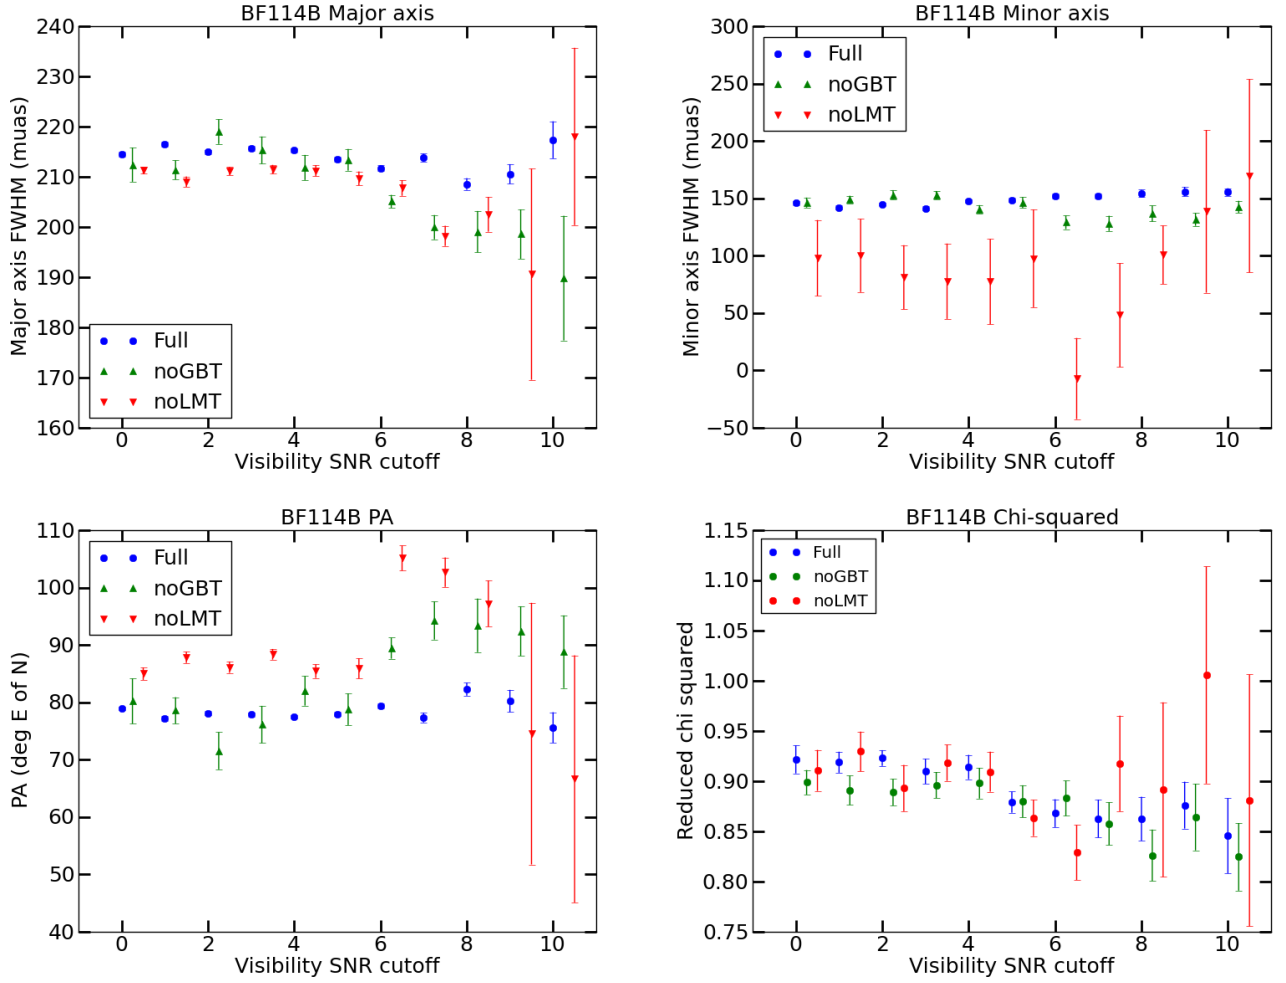 BF114B Major axis
240
230
220
210
200
190
180
170
160
Major axis FWHM (muas)
Full
noGBT
noLMT
0 2 4 6 8 10
Visibility SNR cutoff
BF114B Minor axis
300
250
200
150
100
50
0
−50
Minor axis FWHM (muas)
Full
noGBT
noLMT
0 2 4 6 8 10
Visibility SNR cutoff
BF114B PA
110
100
90
80
70
60
50
40
PA (deg E of N)
Full
noGBT
noLMT
0 2 4 6 8 10
Visibility SNR cutoff
BF114B Chi-squared
1.15
1.10
1.05
1.00
0.95
0.90
0.85
0.80
0.75
Reduced chi squared
Full
noGBT
noLMT
0 2 4 6 8 10
Visibility SNR cutoff